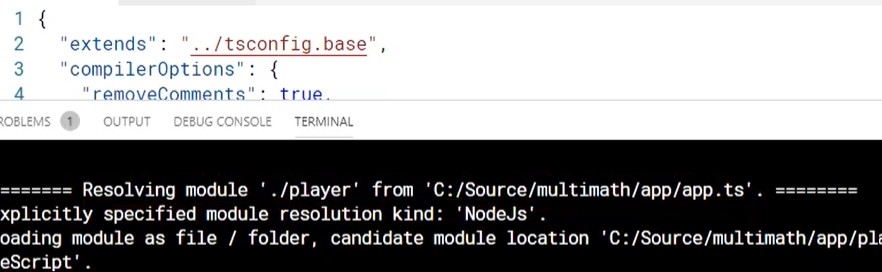 1 {
2 "extends": "../tsconfig.base",
3 "compilerOptions": {
4 "removeComments": true,
ROBLEMS 1 OUTPUT DEBUG CONSOLE TERMINAL
======= Resolving module './player' from 'C:/Source/multimath/app/app.ts'. ========
xplicitly specified module resolution kind: 'NodeJs'.
oading module as file / folder, candidate module location 'C:/Source/multimath/app/pla
eScript'.